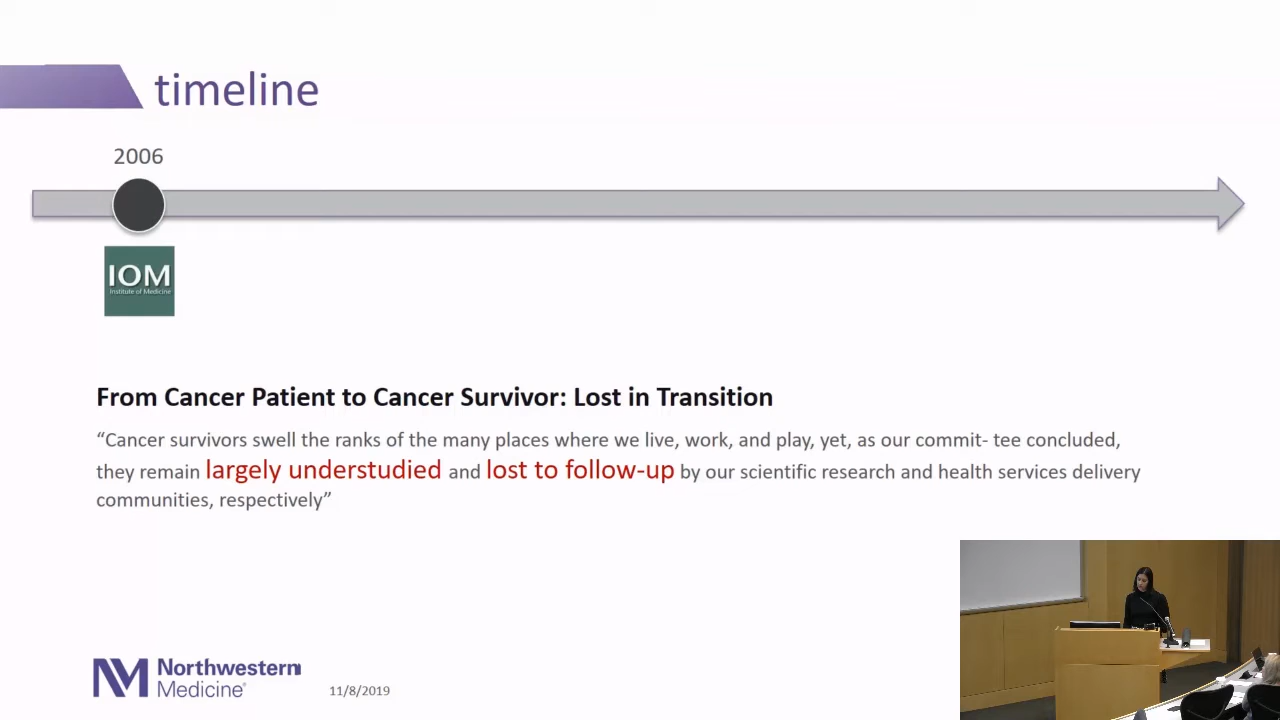 timeline
2006
IOM
Institute of Medicine
From Cancer Patient to Cancer Survivor: Lost in Transition
“Cancer survivors swell the ranks of the many places where we live, work, and play, yet, as our commit- tee concluded,
they remain largely understudied and lost to follow-up by our scientific research and health services delivery
communities, respectively”
Northwestern
Medicine®
11/8/2019